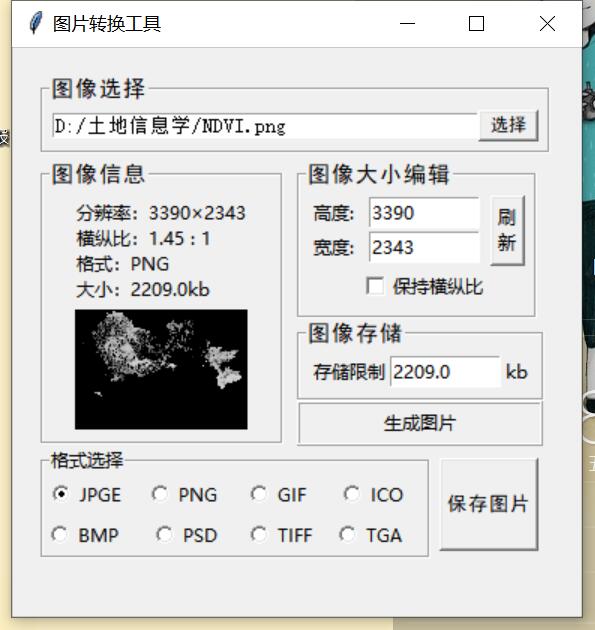 图片转换工具
图像选择
D:/土地信息学/NDVI.png 选择
图像信息
分辨率：3390×2343
横纵比：1.45 : 1
格式：PNG
大小：2209.0kb
图像大小编辑
高度: 3390
宽度: 2343
刷新
保持横纵比
图像存储
存储限制 2209.0 kb
生成图片
格式选择
JPGE PNG GIF ICO
BMP PSD TIFF TGA
保存图片